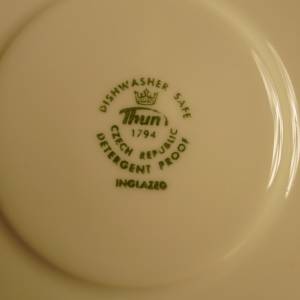 DISHWASHER SAFE
Thun
1794
CZECH REPUBLIC
DETERGENT PROOF
INGLAZED